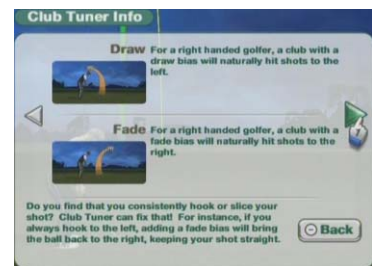 Club Tuner Info
Draw For a right handed golfer, a club with a
draw bias will naturally hit shots to the
left.
Fade For a right handed golfer, a club with a
fade bias will naturally hit shots to the
right.
Do you find that you consistently hook or slice your
shot? Club Tuner can fix that! For instance, if you
always hook to the left, adding a fade bias will bring
the ball back to the right, keeping your shot straight.
Back
1